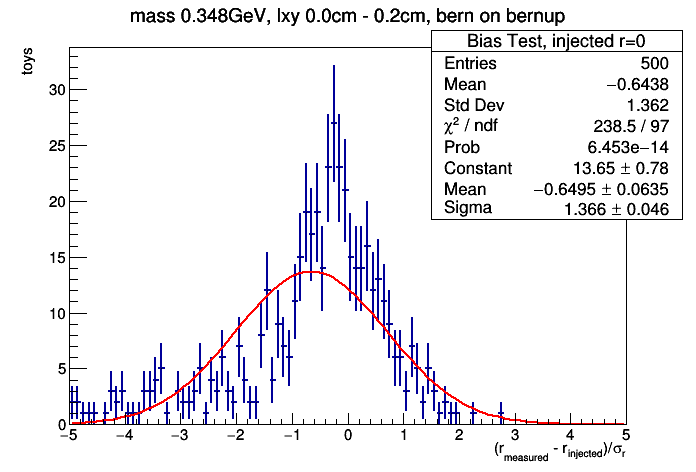 mass 0.348GeV, lxy 0.0cm - 0.2cm, bern on bernup
toys
Bias Test, injected r=0
Entries 500
Mean −0.6438
Std Dev 1.362
χ² / ndf 238.5 / 97
Prob 6.453e−14
Constant 13.65 ± 0.78
Mean −0.6495 ± 0.0635
Sigma 1.366 ± 0.046
30
25
20
15
10
5
0
−5 −4 −3 −2 −1 0 1 2 3 4 5
(r_measured - r_injected)/σ_r